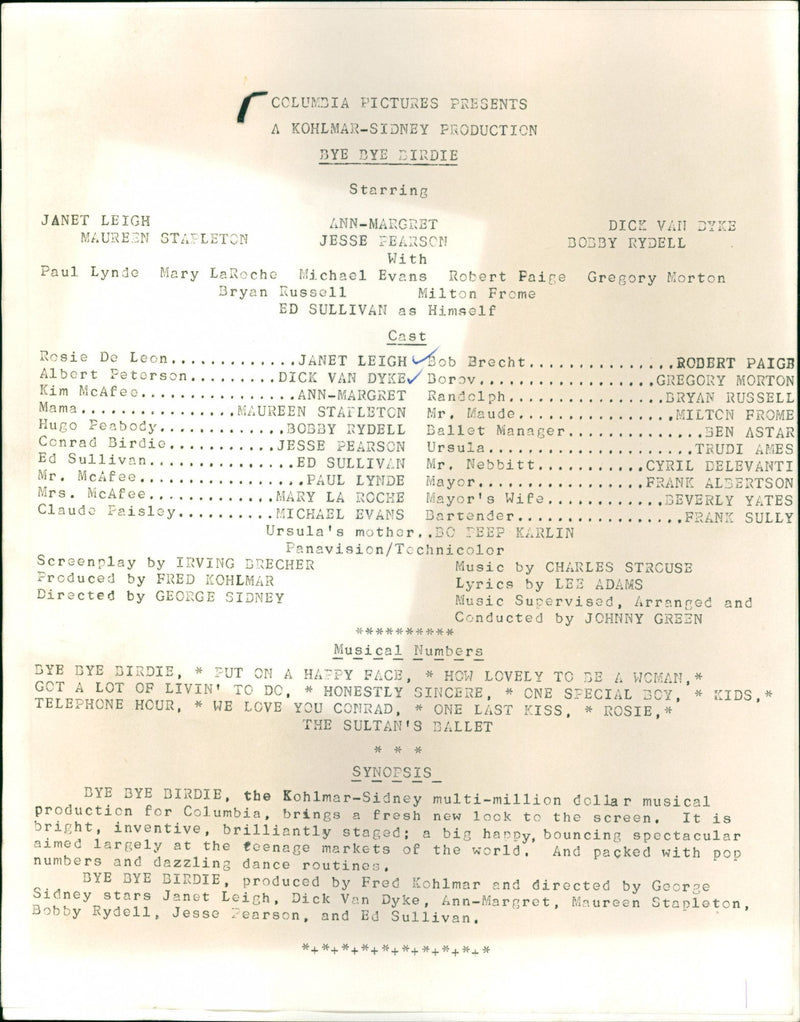 COLUMBIA PICTURES PRESENTS
A KOHLMAR-SIDNEY PRODUCTION
BYE BYE BIRDIE
Starring
JANET LEIGH ANN-MARGRET DICK VAN DYKE
MAUREEN STAPLETON JESSE PEARSON BOBBY RYDELL
With
Paul Lynde Mary LaRoche Michael Evans Robert Paige Gregory Morton
Bryan Russell Milton Frome
ED SULLIVAN as Himself
Cast
Rosie De Leon.............JANET LEIGH Bob Brecht...............ROBERT PAIGE
Albert Peterson.........DICK VAN DYKE Borov..................GREGORY MORTON
Kim McAfee................ANN-MARGRET Randolph................BRYAN RUSSELL
Mama................MAUREEN STAPLETON Mr. Maude................MILTON FROME
Hugo Peabody.............BOBBY RYDELL Ballet Manager..............BEN ASTAR
Conrad Birdie...........JESSE PEARSON Ursula.....................TRUDI AMES
Ed Sullivan...............ED SULLIVAN Mr. Nebbitt...........CYRIL DELEVANTI
Mr. McAfee.................PAUL LYNDE Mayor.................FRANK ALBERTSON
Mrs. McAfee.............MARY LA ROCHE Mayor's Wife............BEVERLY YATES
Claude Paisley..........MICHAEL EVANS Bartender.................FRANK SULLY
Ursula's mother..BO PEEP KARLIN
Panavision/Technicolor
Screenplay by IRVING BRECHER Music by CHARLES STROUSE
Produced by FRED KOHLMAR Lyrics by LEE ADAMS
Directed by GEORGE SIDNEY Music Supervised, Arranged and
Conducted by JOHNNY GREEN
**********
Musical Numbers
BYE BYE BIRDIE, * PUT ON A HAPPY FACE, * HOW LOVELY TO BE A WOMAN,*
GOT A LOT OF LIVIN' TO DO, * HONESTLY SINCERE, * ONE SPECIAL BOY, * KIDS,*
TELEPHONE HOUR, * WE LOVE YOU CONRAD, * ONE LAST KISS, * ROSIE,*
THE SULTAN'S BALLET
* * *
SYNOPSIS
BYE BYE BIRDIE, the Kohlmar-Sidney multi-million dollar musical
production for Columbia, brings a fresh new look to the screen. It is
bright, inventive, brilliantly staged; a big happy, bouncing spectacular
aimed largely at the teenage markets of the world. And packed with pop
numbers and dazzling dance routines.
BYE BYE BIRDIE, produced by Fred Kohlmar and directed by George
Sidney stars Janet Leigh, Dick Van Dyke, Ann-Margret, Maureen Stapleton,
Bobby Rydell, Jesse Pearson, and Ed Sullivan.
*+*+*+*+*+*+*+*+*+*